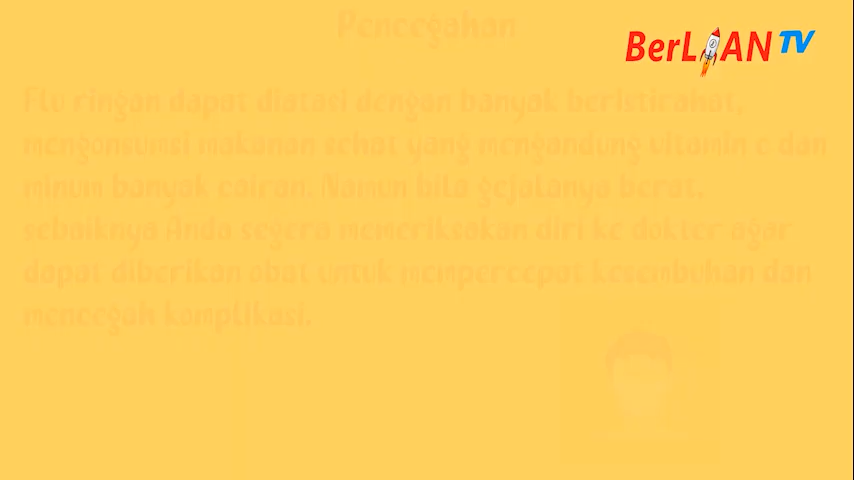 BerLIAN TV
Pencegahan
Flu ringan dapat diatasi dengan banyak beristirahat,
mengonsumsi makanan sehat yang mengandung vitamin c dan
minum banyak cairan. Namun bila gejalanya berat,
sebaiknya Anda segera memeriksakan diri ke dokter agar
dapat diberikan obat untuk mempercepat kesembuhan dan
mencegah komplikasi.